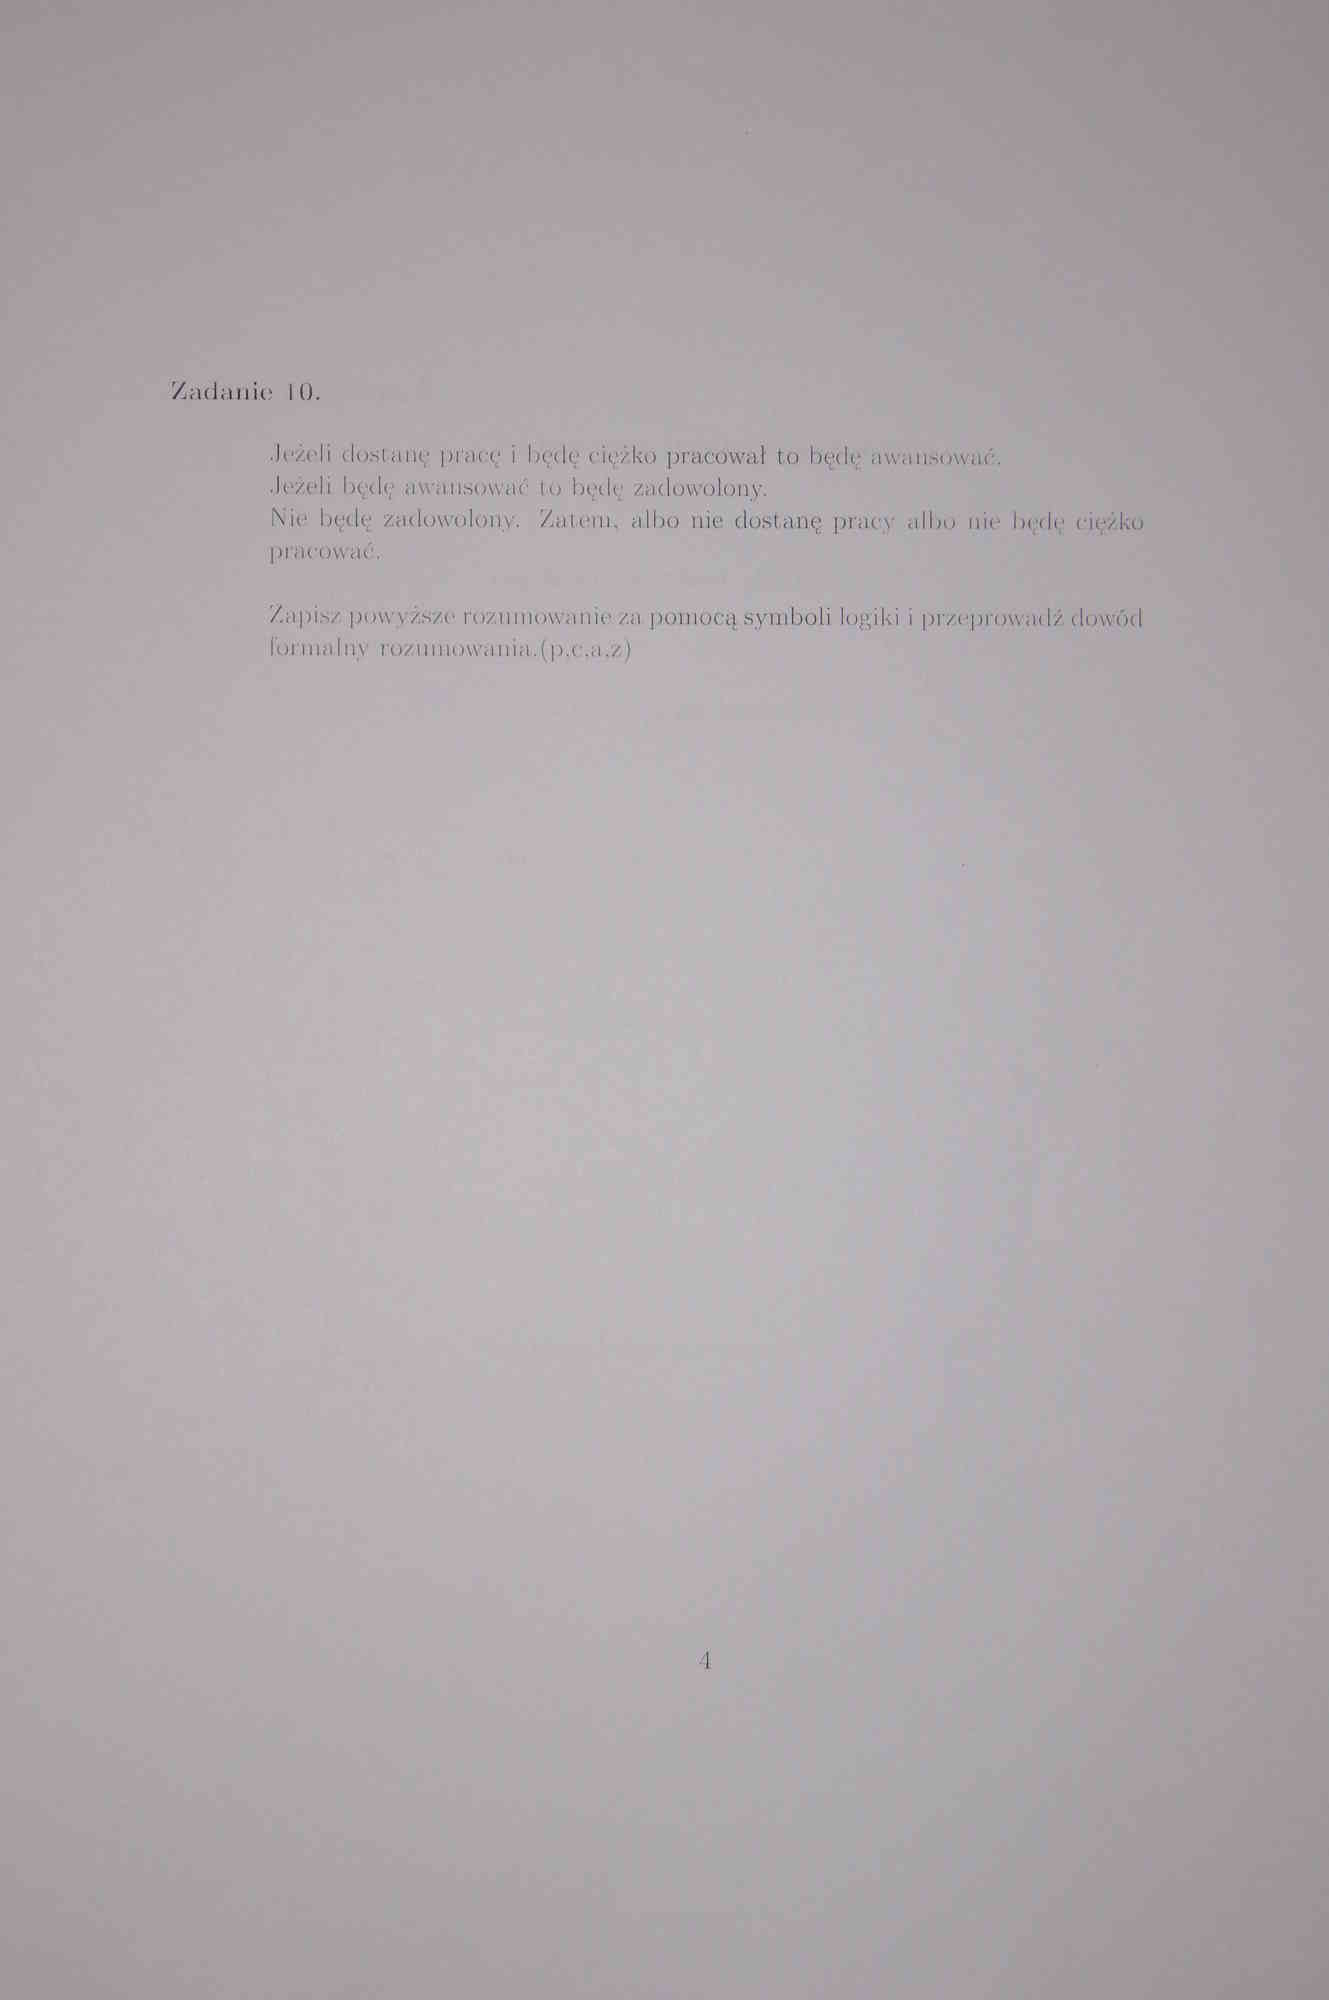 Zadanie 10.
Jeżeli dostanę pracę i będę ciężko pracował to będę awansować.
Jeżeli będę awansować to będę zadowolony.
Nie będę zadowolony. Zatem, albo nie dostanę pracy albo nie będę ciężko
pracować.
Zapisz powyższe rozumowanie za pomocą symboli logiki i przeprowadź dowód
formalny rozumowania.(p,c,a,z)
4